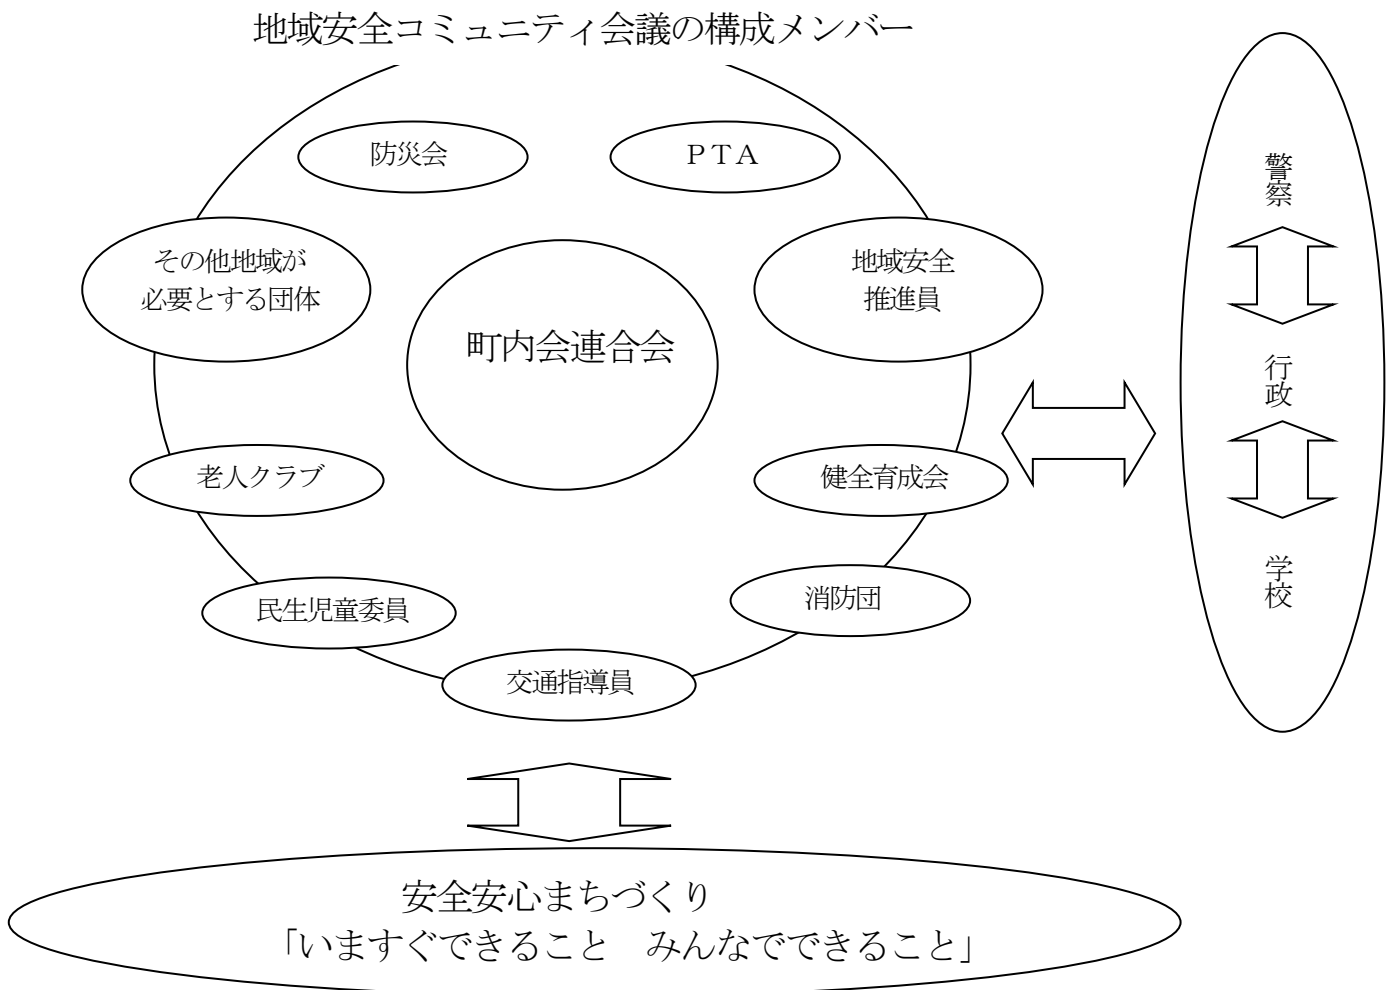 地域安全コミュニティ会議の構成メンバー
防災会
ＰＴＡ
その他地域が
必要とする団体
地域安全
推進員
町内会連合会
老人クラブ
健全育成会
民生児童委員
消防団
交通指導員
警察
行政
学校
安全安心まちづくり
「いますぐできること　みんなでできること」